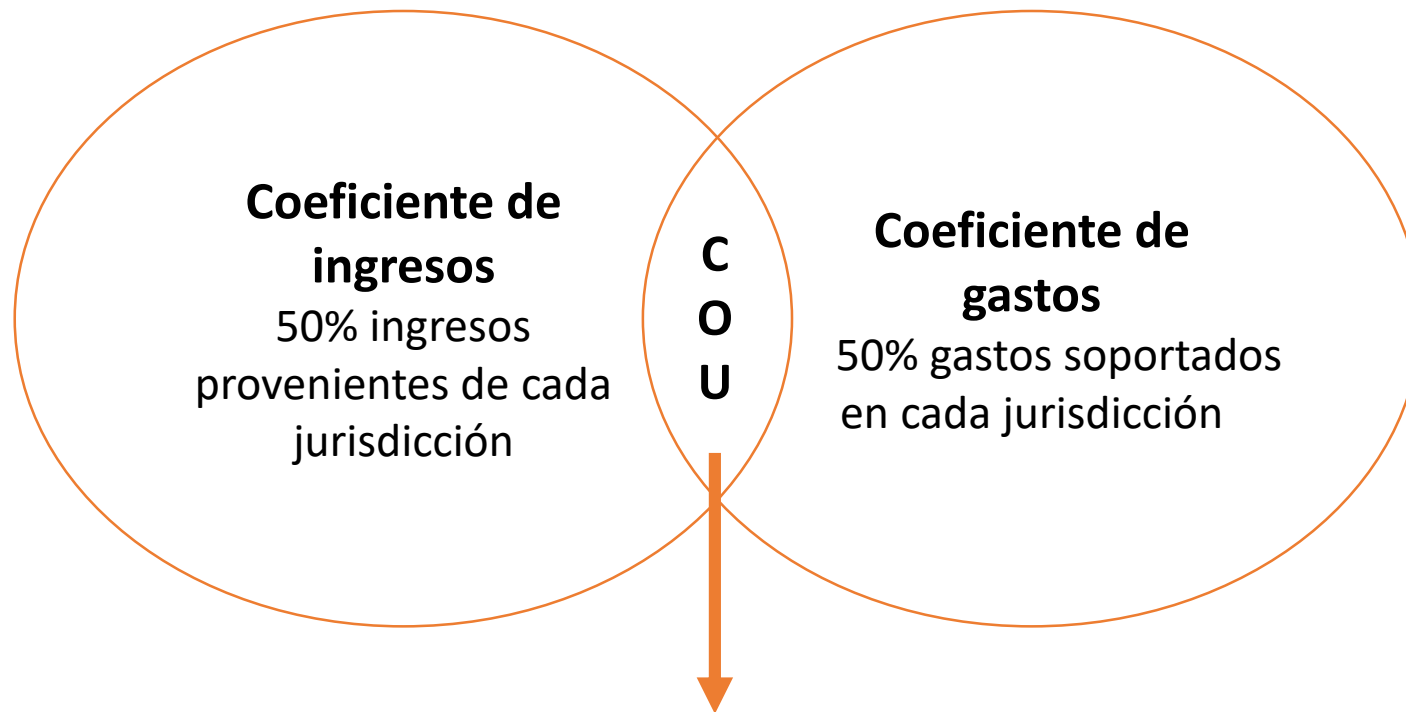 Coeficiente de
ingresos
50% ingresos
provenientes de cada
jurisdicción
C
O
U
Coeficiente de
gastos
50% gastos soportados
en cada jurisdicción